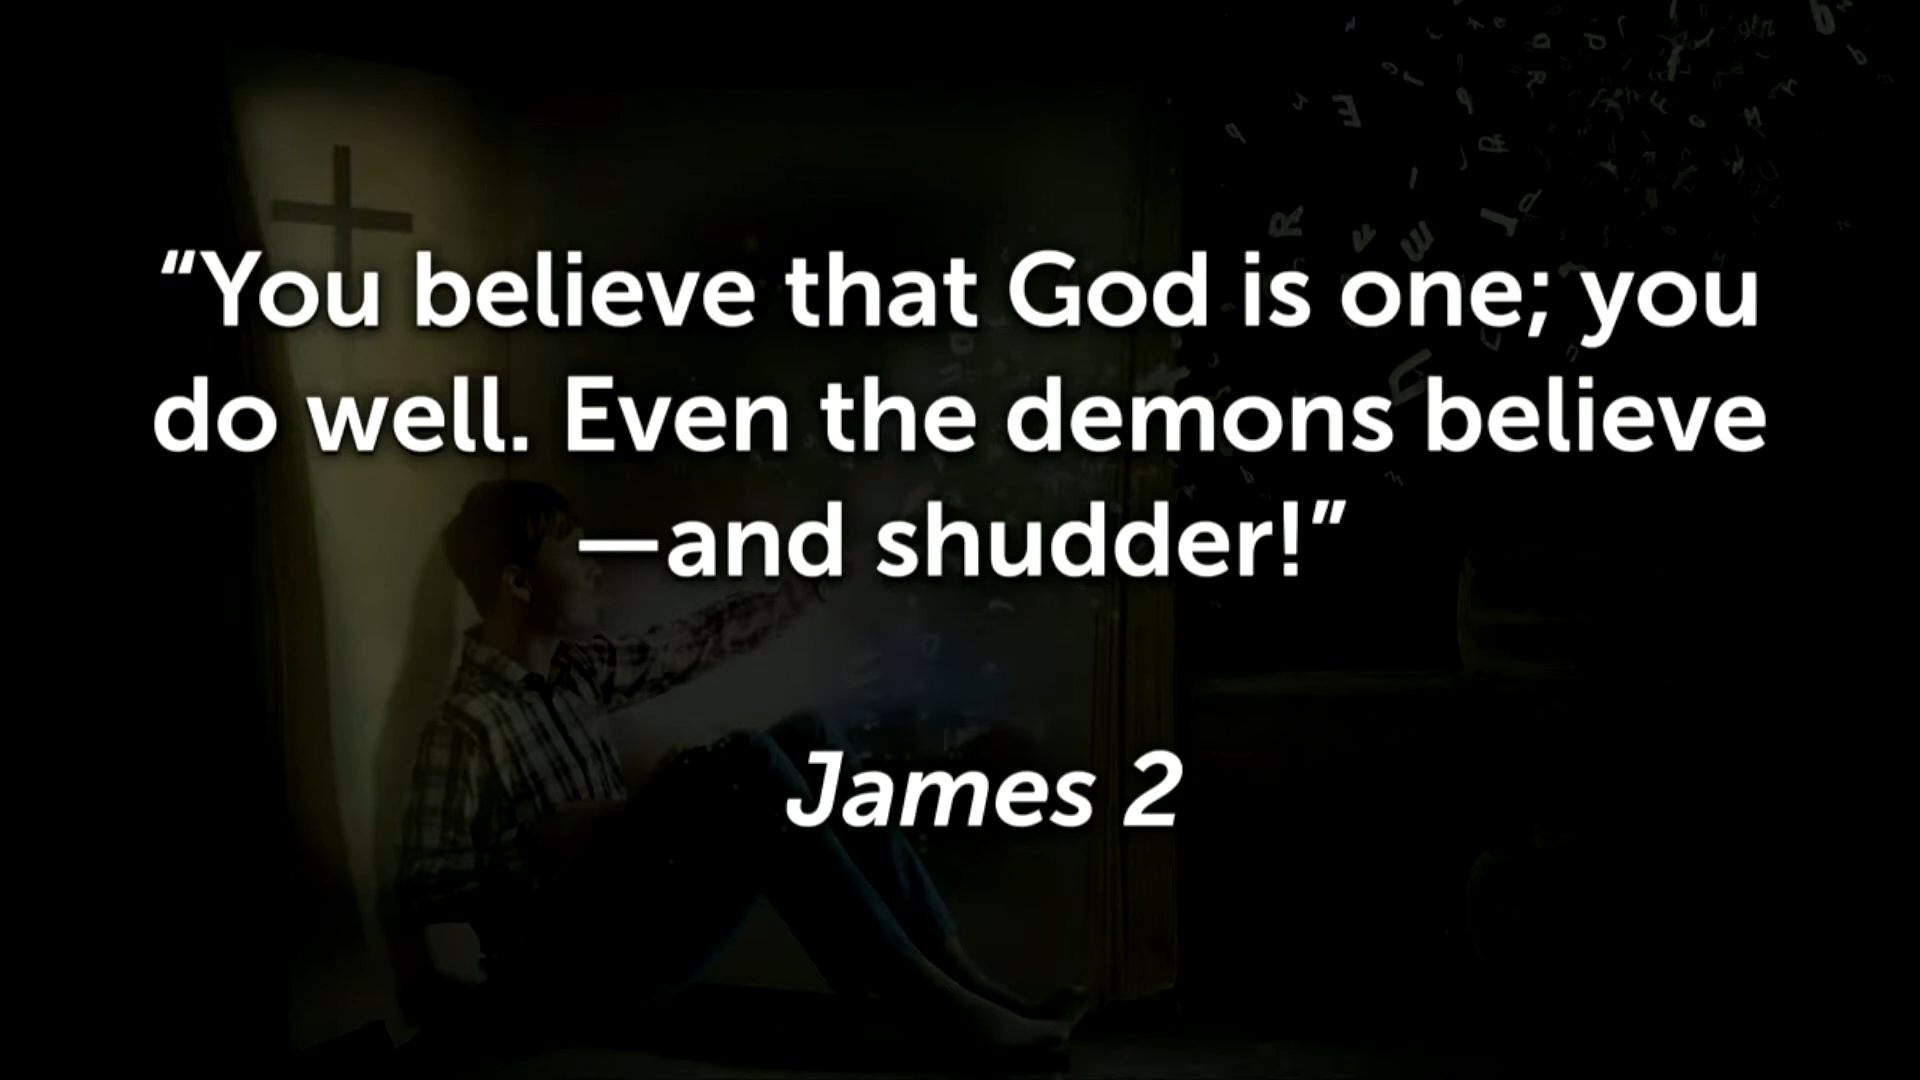 “You believe that God is one; you
do well. Even the demons believe
—and shudder!”
James 2